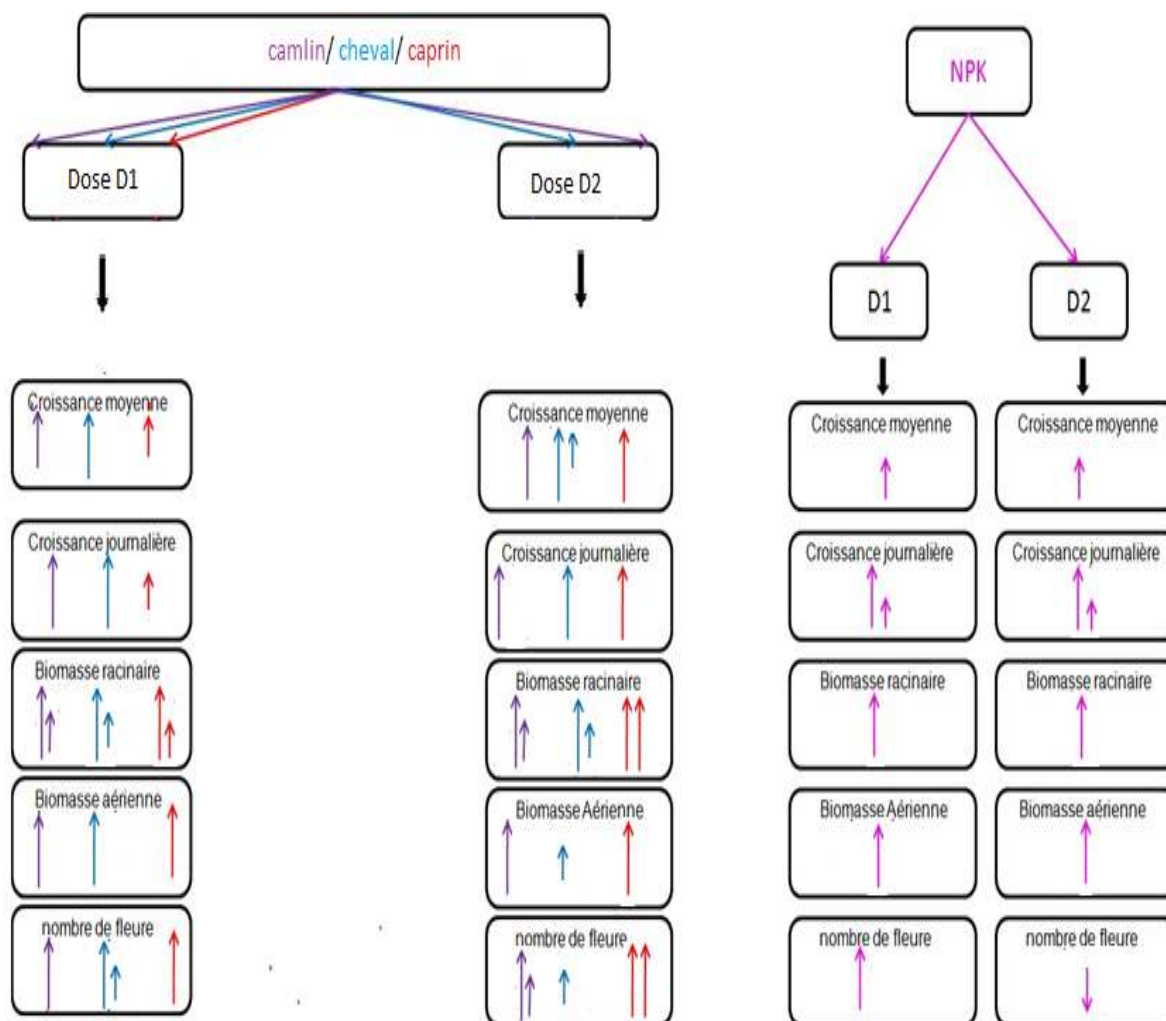 camlin/ cheval/ caprin
NPK
Dose D1
Dose D2
D1
D2
Croissance moyenne
Croissance journalière
Biomasse racinaire
Biomasse aérienne
nombre de fleure
Croissance moyenne
Croissance journalière
Biomasse racinaire
Biomasse Aérienne
nombre de fleure
Croissance moyenne
Croissance journalière
Biomasse racinaire
Biomasse Aérienne
nombre de fleure
Croissance moyenne
Croissance journalière
Biomasse racinaire
Biomasse aérienne
nombre de fleure